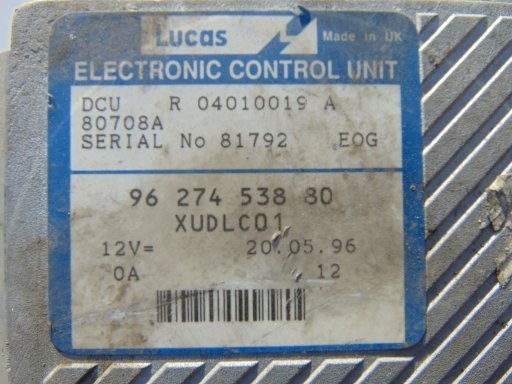 Lucas Made in UK
ELECTRONIC CONTROL UNIT
DCU R 04010019 A
80708A
SERIAL No 81792 EOG
96 274 538 80
XUDLC01
12V= 20.05.96
0A 12